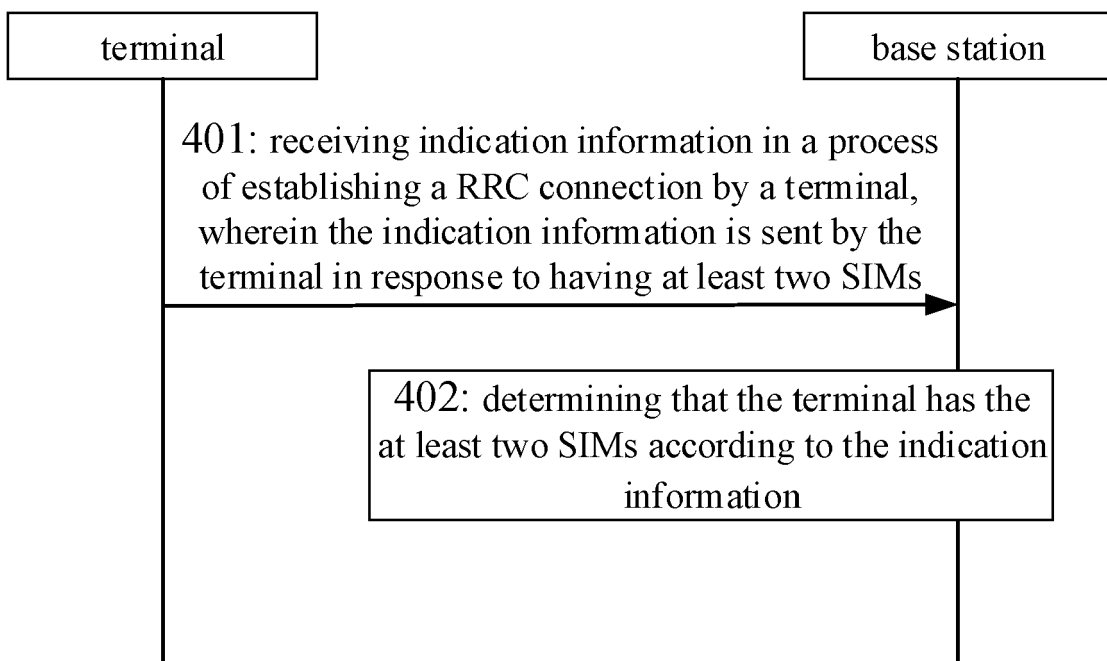 terminal
base station
401: receiving indication information in a process
of establishing a RRC connection by a terminal,
wherein the indication information is sent by the
terminal in response to having at least two SIMs
402: determining that the terminal has the
at least two SIMs according to the indication
information